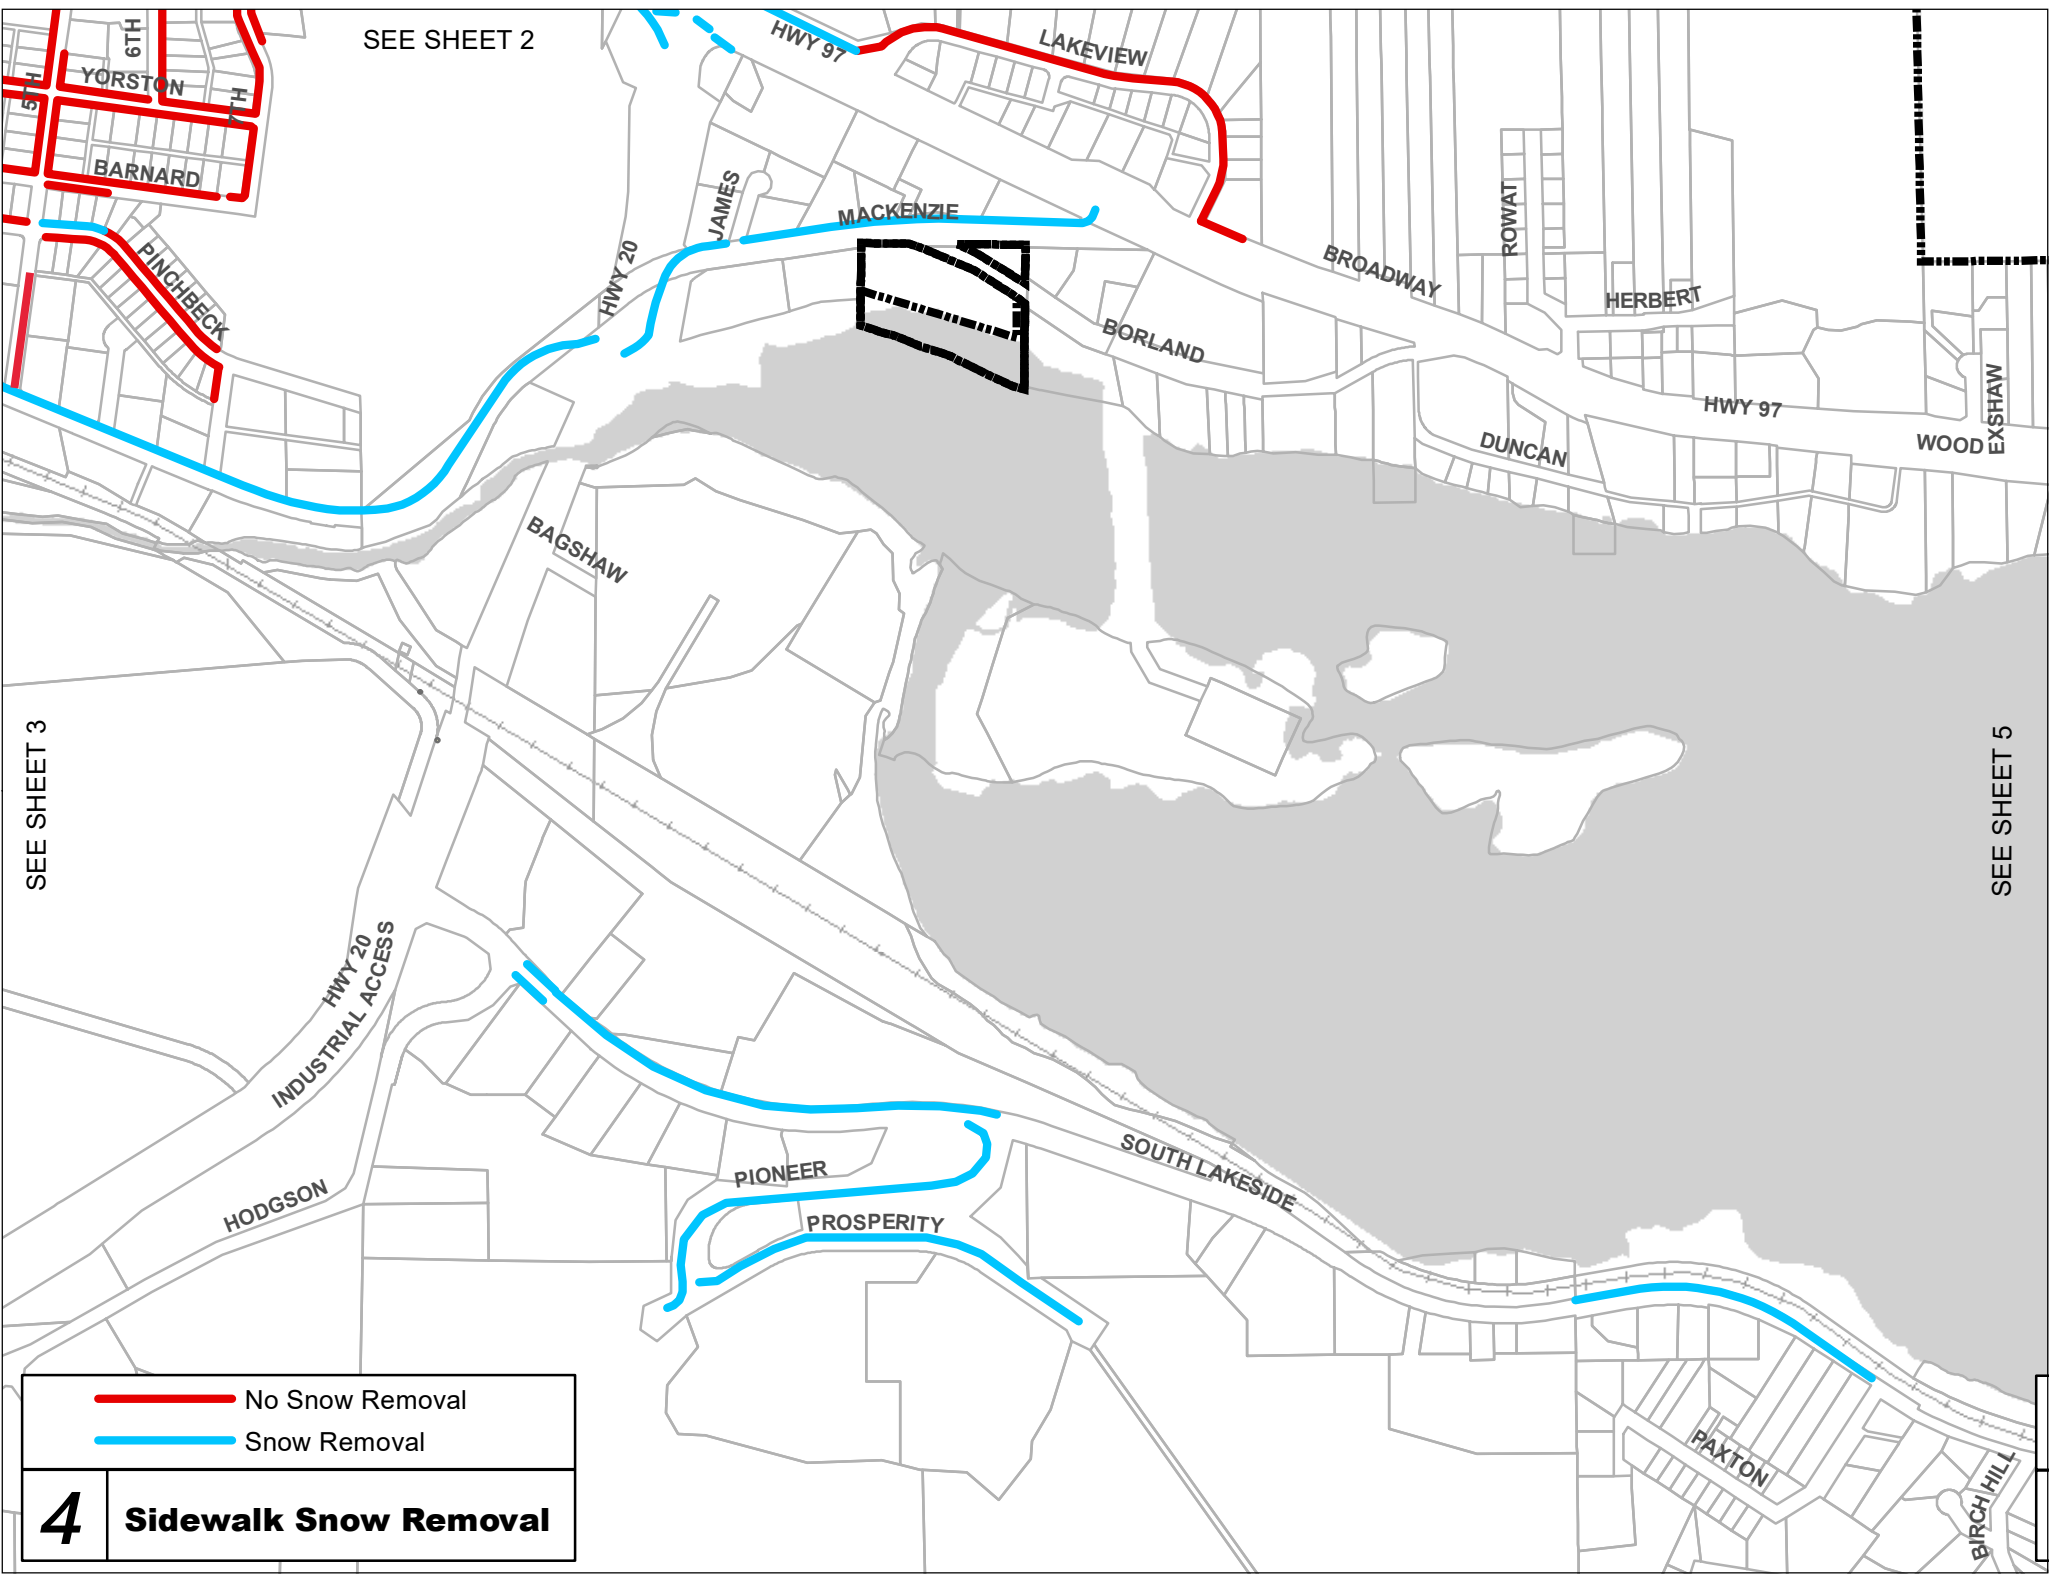 SEE SHEET 2
6TH
HWY 97
LAKEVIEW
5TH
YORSTON
7TH
BARNARD
JAMES
MACKENZIE
ROWAT
PINCHBECK
HWY 20
BROADWAY
HERBERT
BORLAND
EXSHAW
HWY 97
DUNCAN
WOOD
BAGSHAW
SEE SHEET 3
SEE SHEET 5
HWY 20
INDUSTRIAL ACCESS
HODGSON
PIONEER
SOUTH LAKESIDE
PROSPERITY
PAXTON
BIRCH HILL
No Snow Removal
Snow Removal
4 Sidewalk Snow Removal